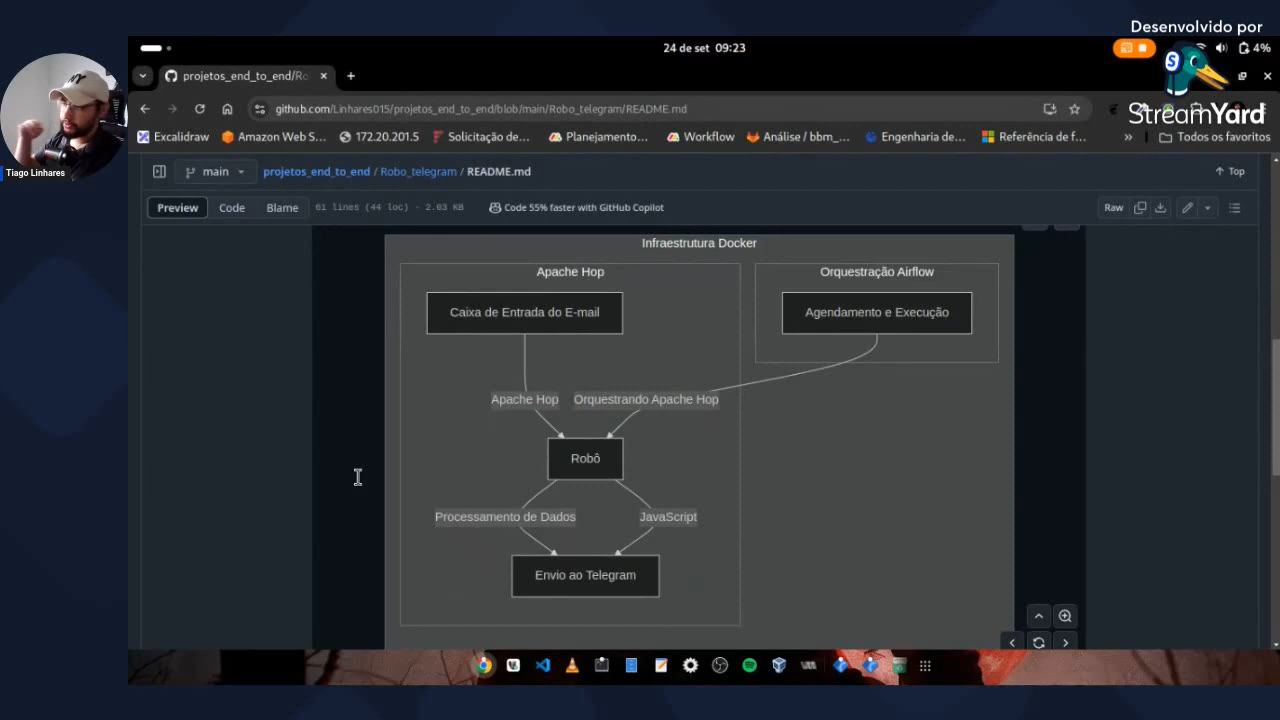 Desenvolvido por
StreamYard
Tiago Linhares
24 de set 09:23
4%
projetos_end_to_end/Ro
github.com/Linhares015/projetos_end_to_end/blob/main/Robo_telegram/README.md
Excalidraw
Amazon Web S...
172.20.201.5
Solicitação de...
Planejamento...
Workflow
Análise / bbm_...
Engenharia de...
Referência de f...
»
Todos os favoritos
main
projetos_end_to_end / Robo_telegram / README.md
Top
Preview
Code
Blame
61 lines (44 loc) · 2.03 KB
Code 55% faster with GitHub Copilot
Raw
Infraestrutura Docker
Apache Hop
Orquestração Airflow
Caixa de Entrada do E-mail
Agendamento e Execução
Apache Hop
Orquestrando Apache Hop
Robô
Processamento de Dados
JavaScript
Envio ao Telegram